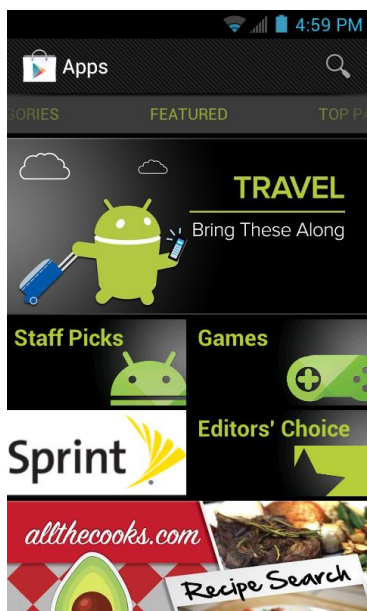 4:59 PM
Apps
GORIES FEATURED TOP PA
TRAVEL
Bring These Along
Staff Picks
Games
Sprint
Editors' Choice
allthecooks.com
Recipe Search